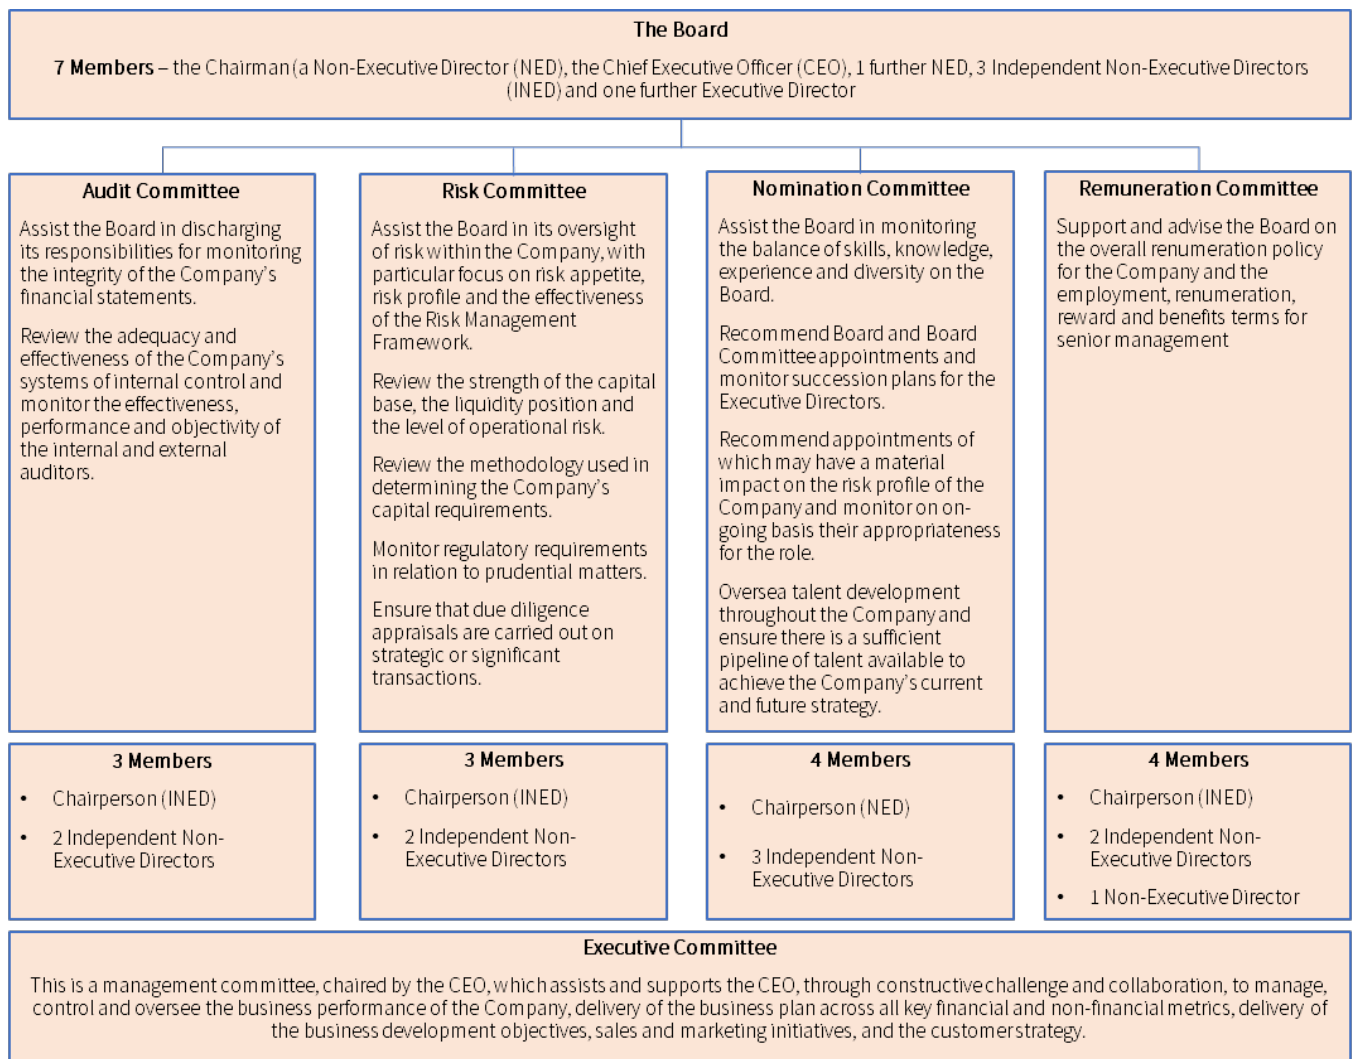 The Board
7 Members – the Chairman (a Non-Executive Director (NED), the Chief Executive Officer (CEO), 1 further NED, 3 Independent Non-Executive Directors
(INED) and one further Executive Director
Audit Committee
Assist the Board in discharging
its responsibilities for monitoring
the integrity of the Company's
financial statements.
Review the adequacy and
effectiveness of the Company's
systems of internal control and
monitor the effectiveness,
performance and objectivity of
the internal and external
auditors.
Risk Committee
Assist the Board in its oversight
of risk within the Company, with
particular focus on risk appetite,
risk profile and the effectiveness
of the Risk Management
Framework.
Review the strength of the capital
base, the liquidity position and
the level of operational risk.
Review the methodology used in
determining the Company's
capital requirements.
Monitor regulatory requirements
in relation to prudential matters.
Ensure that due diligence
appraisals are carried out on
strategic or significant
transactions.
Nomination Committee
Assist the Board in monitoring
the balance of skills, knowledge,
experience and diversity on the
Board.
Recommend Board and Board
Committee appointments and
monitor succession plans for the
Executive Directors.
Recommend appointments of
which may have a material
impact on the risk profile of the
Company and monitor on on-
going basis their appropriateness
for the role.
Oversea talent development
throughout the Company and
ensure there is a sufficient
pipeline of talent available to
achieve the Company's current
and future strategy.
Remuneration Committee
Support and advise the Board on
the overall renumeration policy
for the Company and the
employment, renumeration,
reward and benefits terms for
senior management
3 Members
• Chairperson (INED)
• 2 Independent Non-
Executive Directors
3 Members
• Chairperson (INED)
• 2 Independent Non-
Executive Directors
4 Members
• Chairperson (NED)
• 3 Independent Non-
Executive Directors
4 Members
• Chairperson (INED)
• 2 Independent Non-
Executive Directors
• 1 Non-Executive Director
Executive Committee
This is a management committee, chaired by the CEO, which assists and supports the CEO, through constructive challenge and collaboration, to manage,
control and oversee the business performance of the Company, delivery of the business plan across all key financial and non-financial metrics, delivery of
the business development objectives, sales and marketing initiatives, and the customer strategy.